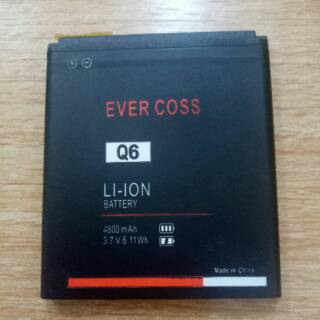 EVER COSS
Q6
LI-ION
BATTERY
4800 mAh
3.7 V 6.11Wh
Made in China